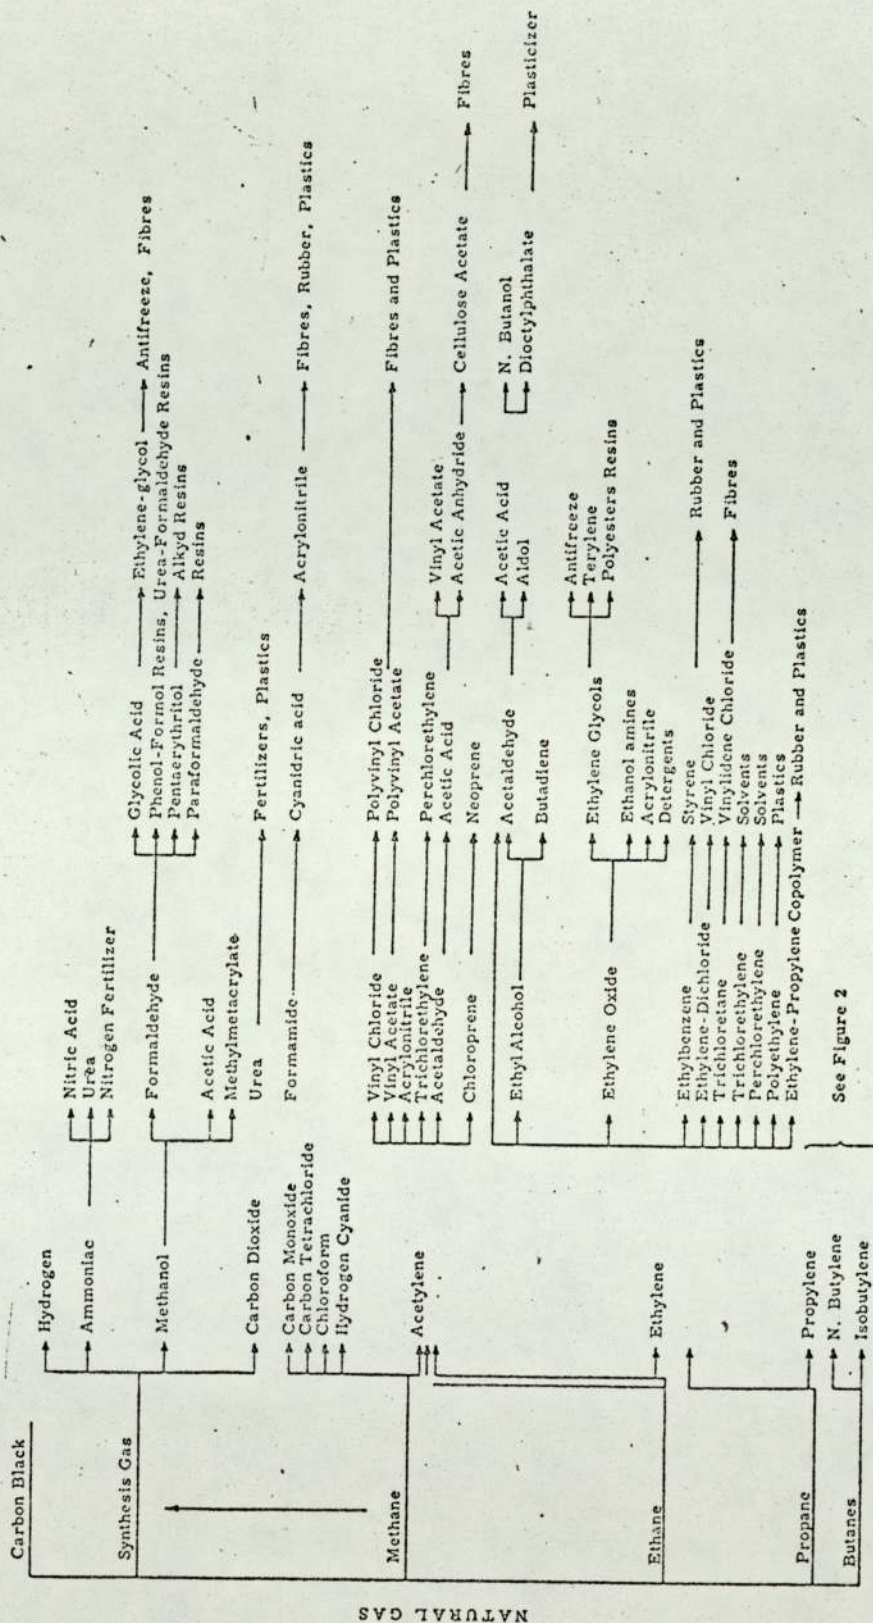 NATURAL GAS
Carbon Black
Synthesis Gas
Methane
Ethane
Propane
Butanes
Hydrogen
Ammoniac
Methanol
Carbon Dioxide
Carbon Monoxide
Carbon Tetrachloride
Chloroform
Hydrogen Cyanide
Acetylene
Ethylene
Propylene
N. Butylene
Isobutylene
Nitric Acid
Urea
Nitrogen Fertilizer
Formaldehyde
Acetic Acid
Methylmetacrylate
Urea
Formamide
Vinyl Chloride
Vinyl Acetate
Acrylonitrile
Trichlorethylene
Acetaldehyde
Chloroprene
Ethyl Alcohol
Ethylene Oxide
Ethylbenzene
Ethylene-Dichloride
Trichloretane
Trichlorethylene
Perchlorethylene
Polyethylene
Ethylene-Propylene Copolymer
Rubber and Plastics
See Figure 2
Glycolic Acid
Phenol-Formol Resins, Urea-Formaldehyde Resins
Pentaerythritol
Paraformaldehyde
Fertilizers, Plastics
Cyanidric acid
Polyvinyl Chloride
Polyvinyl Acetate
Perchlorethylene
Acetic Acid
Neoprene
Acetaldehyde
Butadiene
Ethylene Glycols
Ethanol amines
Acrylonitrile
Detergents
Styrene
Vinyl Chloride
Vinylidene Chloride
Solvents
Solvents
Plastics
Ethylene-glycol
Alkyd Resins
Resins
Acrylonitrile
Vinyl Acetate
Acetic Anhydride
Acetic Acid
Aldol
Antifreeze
Terylene
Polyesters Resins
Rubber and Plastics
Fibres
Antifreeze, Fibres
Fibres, Rubber, Plastics
Fibres and Plastics
Cellulose Acetate
N. Butanol
Dioctylphthalate
Fibres
Plasticizer